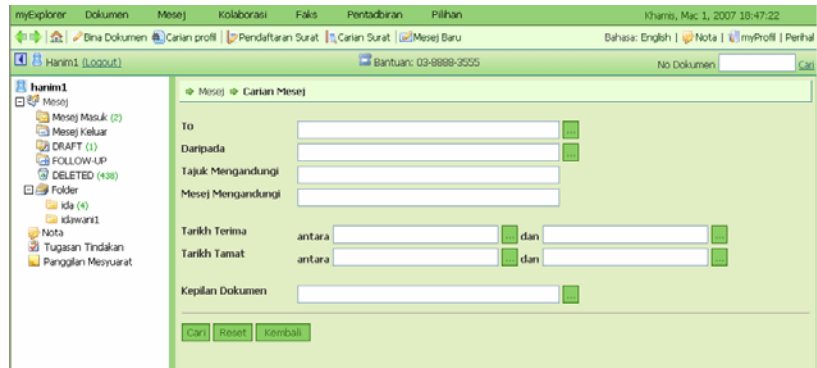 myExplorer Dokumen Mesej Kolaborasi Faks Pentadbiran Pilihan Khamis, Mac 1, 2007 18:47:22
Bina Dokumen Carian profil | Pendaftaran Surat Carian Surat | Mesej Baru Bahasa: English | Nota | myProfil | Perihal
Hanim1 (Logout) Bantuan: 03-8888-3555 No Dokumen Cari
hanim1
Mesej
Mesej Masuk (2)
Mesej Keluar
DRAFT (1)
FOLLOW-UP
DELETED (438)
Folder
ida (4)
idawani1
Nota
Tugasan Tindakan
Panggilan Mesyuarat
Mesej Carian Mesej
To ...
Daripada ...
Tajuk Mengandungi
Mesej Mengandungi
Tarikh Terima antara ... dan ...
Tarikh Tamat antara ... dan ...
Kepilan Dokumen ...
Cari Reset Kembali